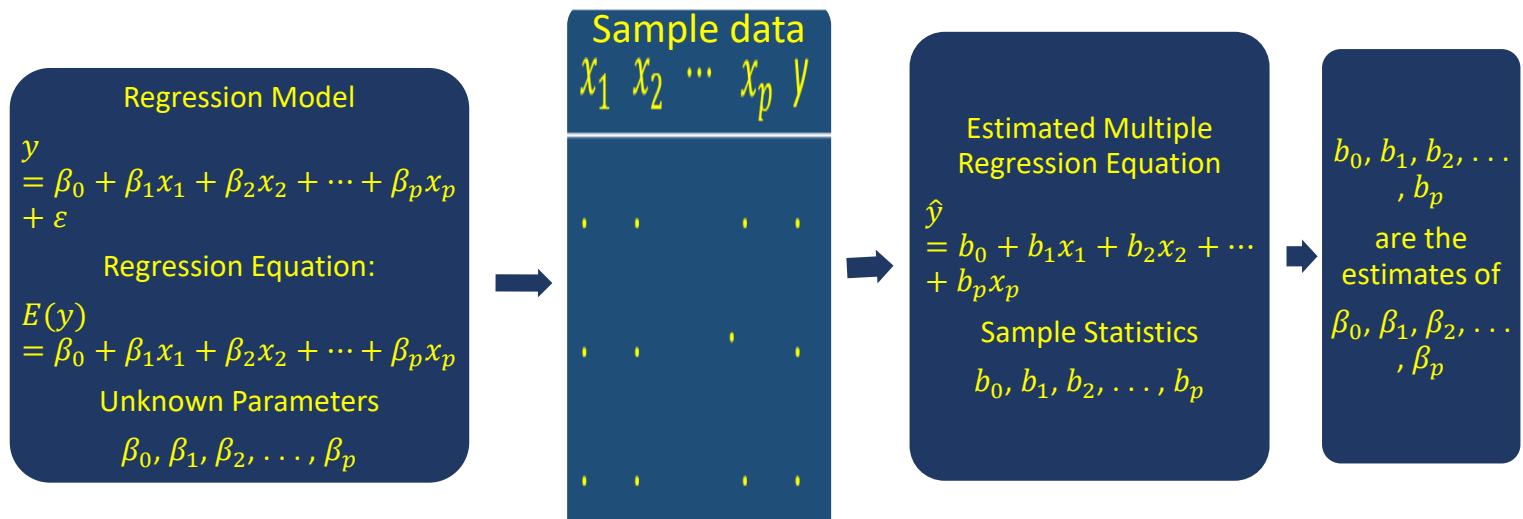 Regression Model
y
= β₀ + β₁x₁ + β₂x₂ + ⋯ + βₚxₚ
+ ε
Regression Equation:
E(y)
= β₀ + β₁x₁ + β₂x₂ + ⋯ + βₚxₚ
Unknown Parameters
β₀, β₁, β₂, . . . , βₚ
Sample data
x₁ x₂ ⋯ xₚ y
Estimated Multiple
Regression Equation
ŷ
= b₀ + b₁x₁ + b₂x₂ + ⋯
+ bₚxₚ
Sample Statistics
b₀, b₁, b₂, . . . , bₚ
b₀, b₁, b₂, . . .
, bₚ
are the
estimates of
β₀, β₁, β₂, . . .
, βₚ